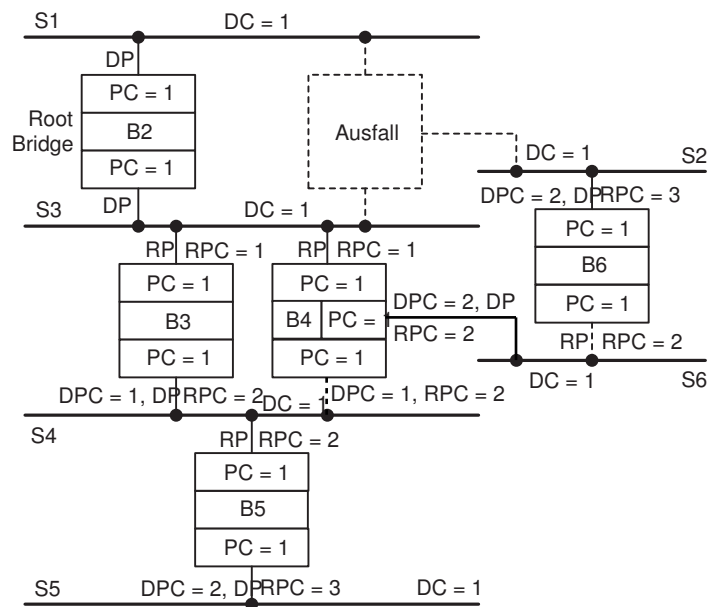 S1
DC = 1
DP
PC = 1
B2
PC = 1
Root
Bridge
Ausfall
DC = 1
S2
DPC = 2, DP
RPC = 3
DP
S3
DC = 1
RP
RPC = 1
RP
RPC = 1
PC = 1
B3
PC = 1
PC = 1
B4
PC = 1
PC = 1
DPC = 2, DP
RPC = 2
PC = 1
B6
PC = 1
RP
RPC = 2
DC = 1
S6
DPC = 1, DP
RPC = 2
DC = 1
DPC = 1, RPC = 2
S4
RP
RPC = 2
PC = 1
B5
PC = 1
S5
DPC = 2, DP
RPC = 3
DC = 1